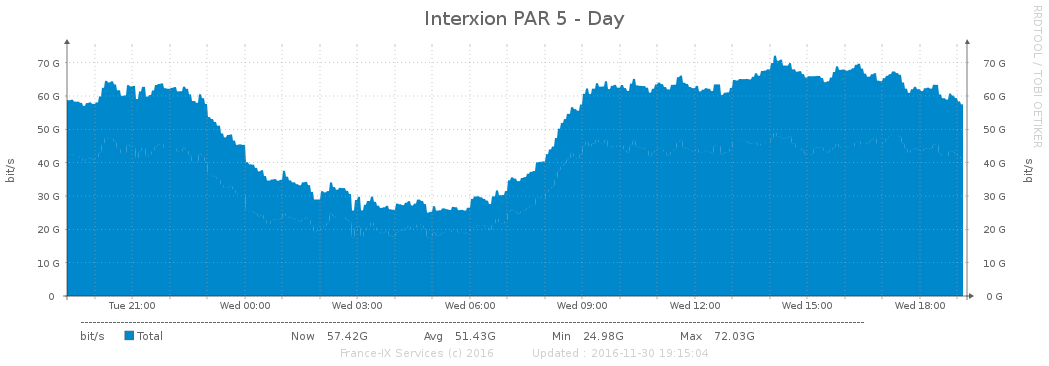 Interxion PAR 5 - Day
RRDTOOL / TOBI OETIKER
bit/s
70 G 70 G
60 G 60 G
50 G 50 G
40 G 40 G
30 G 30 G
20 G 20 G
10 G 10 G
0 0 G
bit/s
Tue 21:00 Wed 00:00 Wed 03:00 Wed 06:00 Wed 09:00 Wed 12:00 Wed 15:00 Wed 18:00
bit/s Total Now 57.42G Avg 51.43G Min 24.98G Max 72.03G
France-IX Services (c) 2016 Updated : 2016-11-30 19:15:04